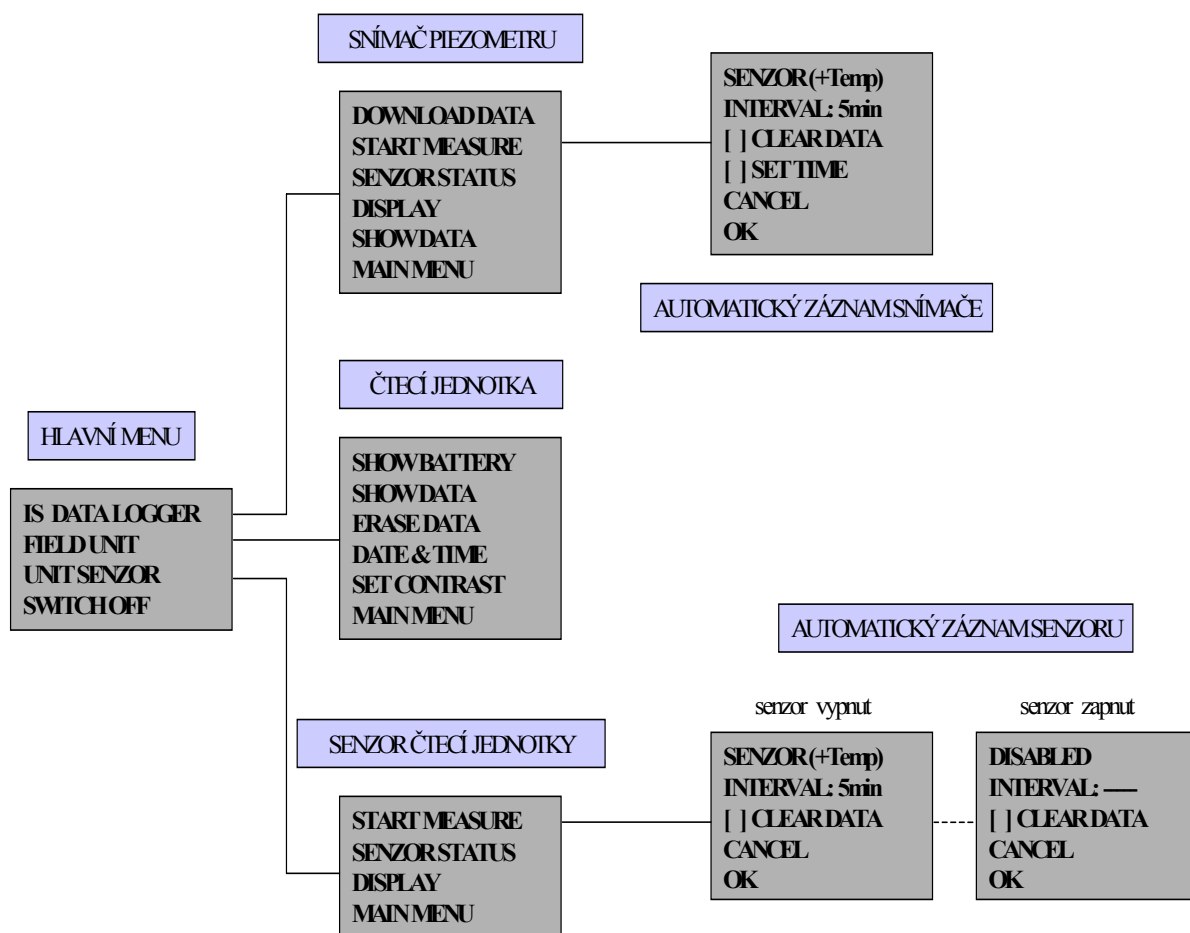 SNÍMAČ PIEZOMETRU
DOWNLOAD DATA
START MEASURE
SENZOR STATUS
DISPLAY
SHOW DATA
MAIN MENU
SENZOR (+Temp)
INTERVAL: 5min
[ ] CLEAR DATA
[ ] SET TIME
CANCEL
OK
AUTOMATICKÝ ZÁZNAM SNÍMAČE
ČTECÍ JEDNOTKA
HLAVNÍ MENU
IS DATA LOGGER
FIELD UNIT
UNIT SENZOR
SWITCH OFF
SHOW BATTERY
SHOW DATA
ERASE DATA
DATE & TIME
SET CONTRAST
MAIN MENU
AUTOMATICKÝ ZÁZNAM SENZORU
SENZOR ČTECÍ JEDNOTKY
START MEASURE
SENZOR STATUS
DISPLAY
MAIN MENU
senzor vypnut
SENZOR (+Temp)
INTERVAL: 5min
[ ] CLEAR DATA
CANCEL
OK
senzor zapnut
DISABLED
INTERVAL: -----
[ ] CLEAR DATA
CANCEL
OK